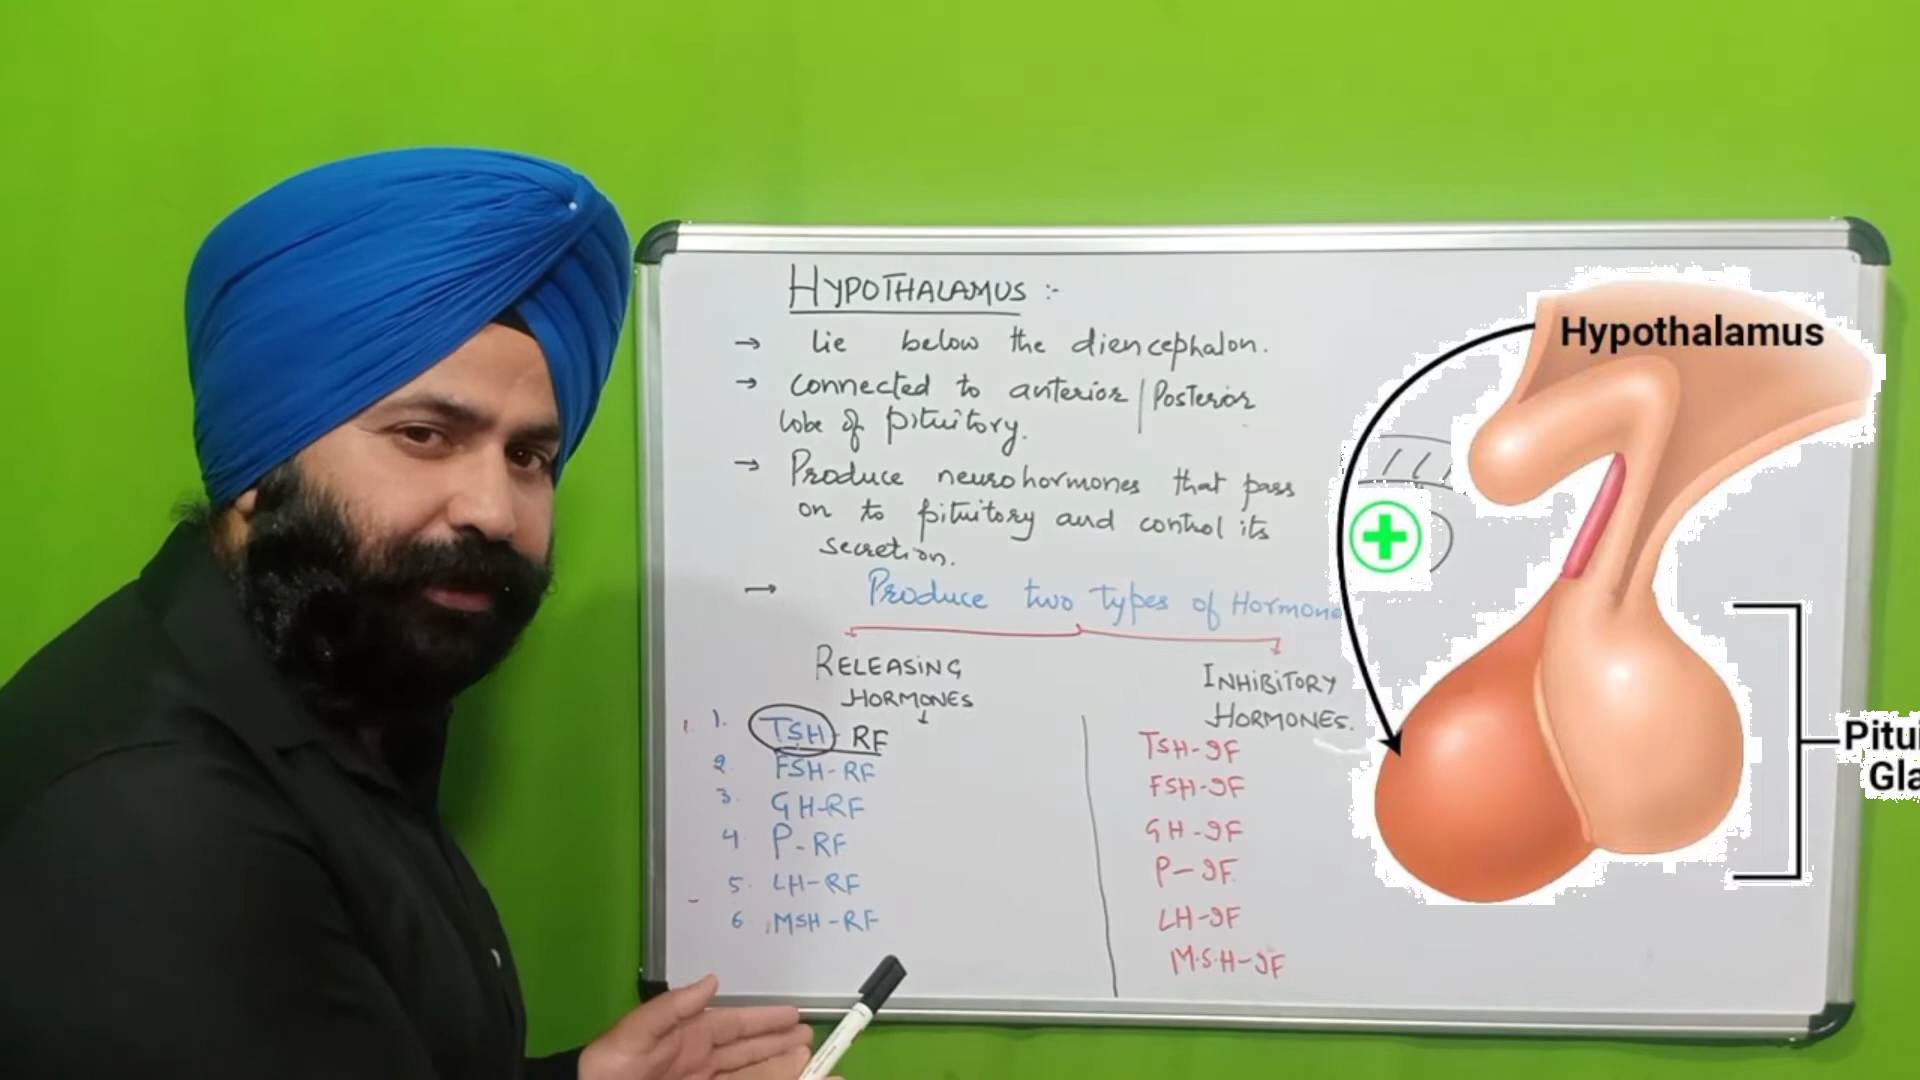 HYPOTHALAMUS :-
→ Lie below the diencephalon.
→ Connected to anterior | Posterior
lobe of pituitory.
→ Produce neurohormones that pass
on to pituitory and control its
secretion.
→ Produce two types of Hormone
RELEASING
HORMONES
1. TSH-RF
2. FSH-RF
3. GH-RF
4. P-RF
5. LH-RF
6. MSH-RF
INHIBITORY
HORMONES.
TSH-IF
FSH-IF
GH-IF
P-IF
LH-IF
M.S.H-IF
Hypothalamus
Pitui
Gla